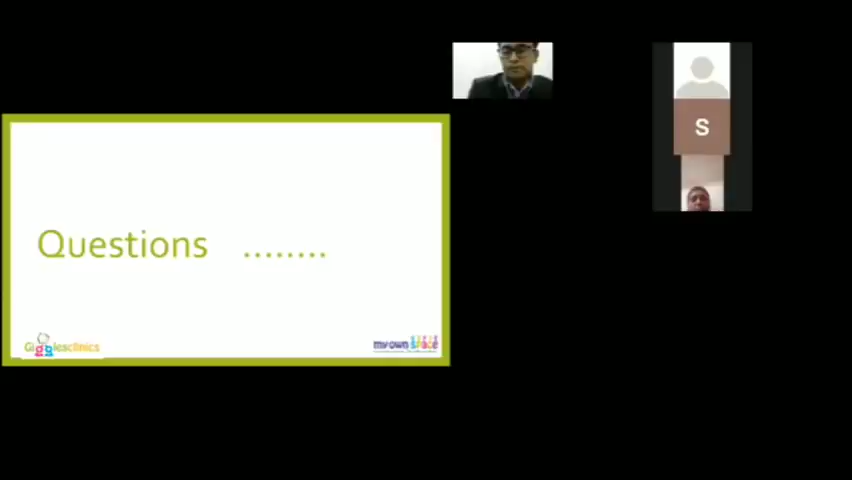 S
Questions ........
Gigglesclinics
my own space